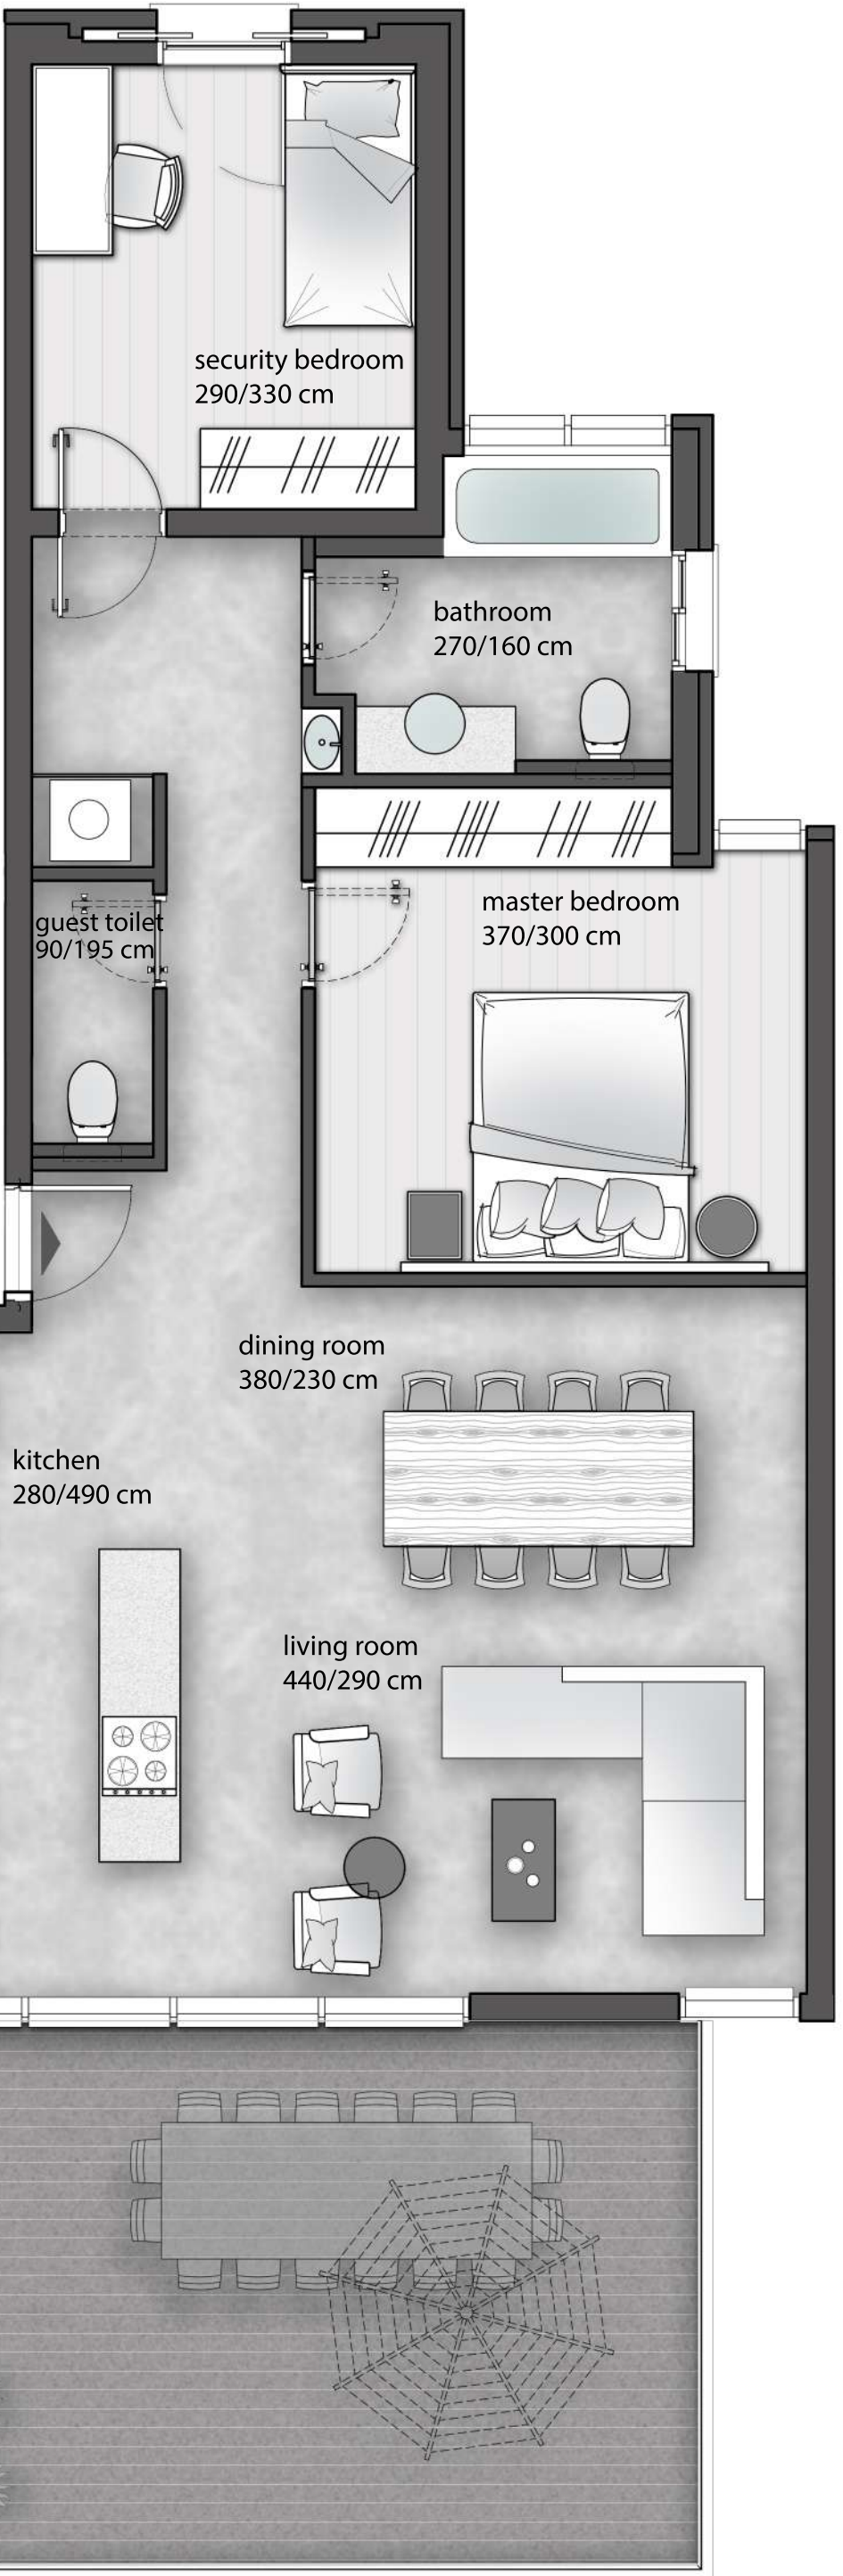 security bedroom
290/330 cm
bathroom
270/160 cm
master bedroom
370/300 cm
guest toilet
90/195 cm
dining room
380/230 cm
kitchen
280/490 cm
living room
440/290 cm